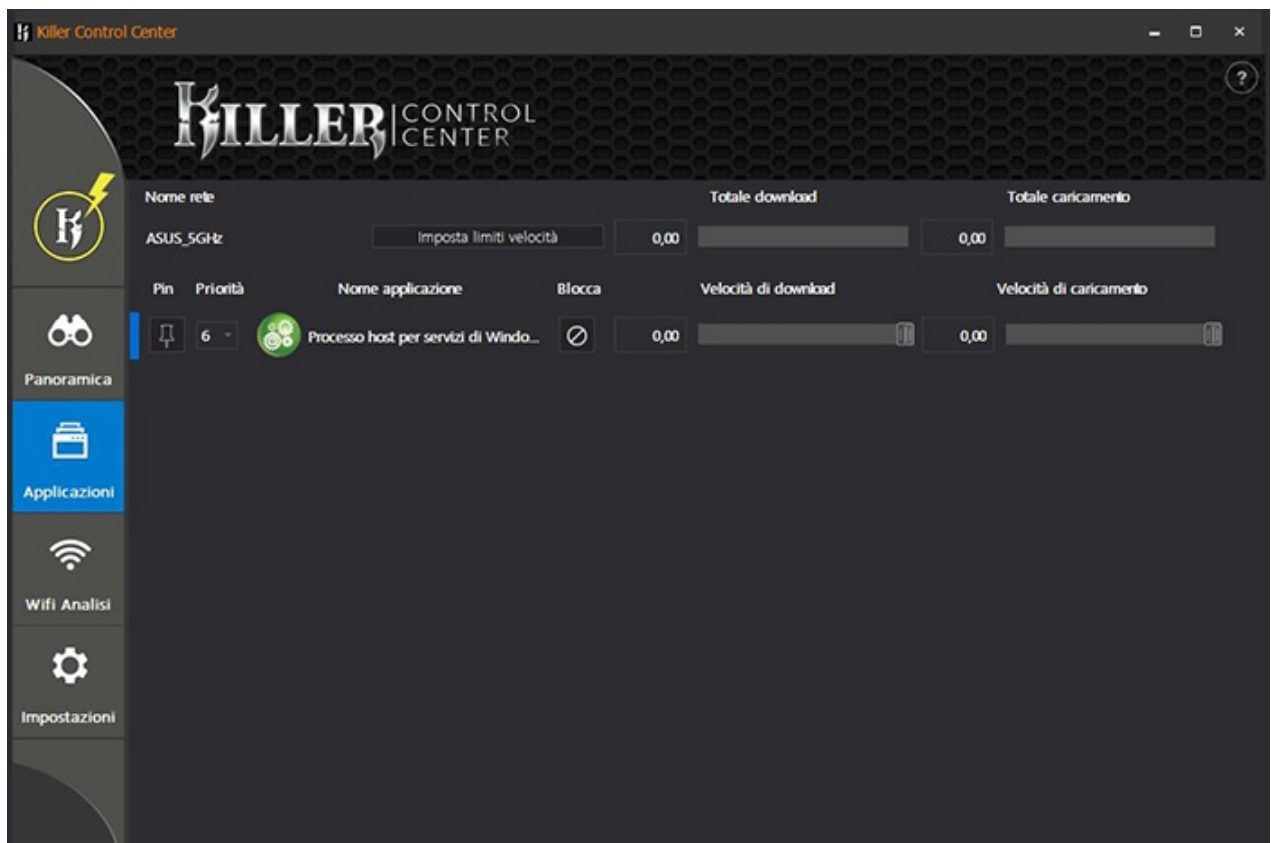 Killer Control Center
KILLER CONTROL CENTER
?
Nome rete Totale download Totale caricamento
ASUS_5GHz Imposta limiti velocità 0,00 0,00
Pin Priorità Nome applicazione Blocca Velocità di download Velocità di caricamento
6 Processo host per servizi di Windo... 0,00 0,00
Panoramica
Applicazioni
Wifi Analisi
Impostazioni